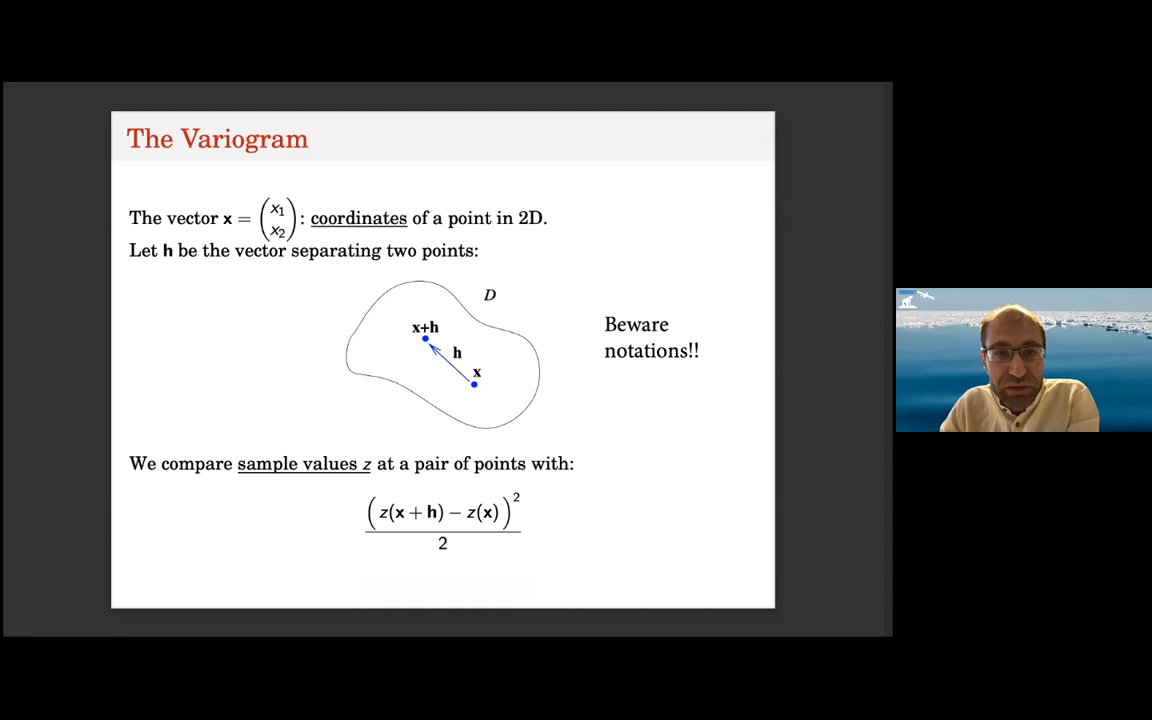 The Variogram
The vector x = (x₁ x₂) : coordinates of a point in 2D.
Let h be the vector separating two points:
D
x+h
h
x
Beware
notations!!
We compare sample values z at a pair of points with:
(z(x + h) − z(x))²
2